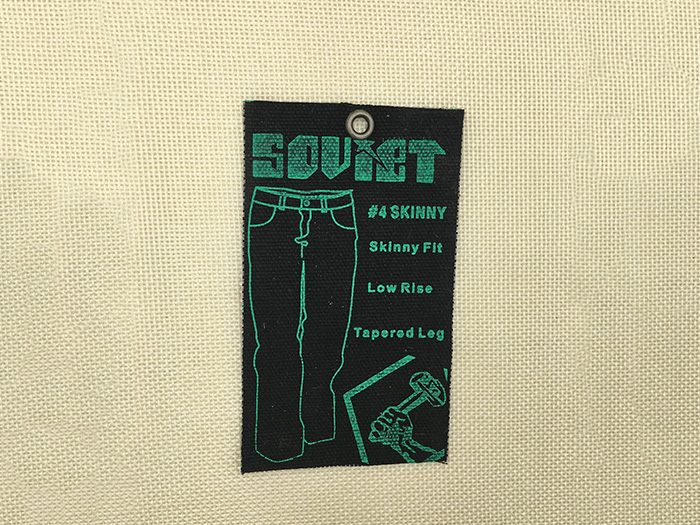 SOVIET
#4 SKINNY
Skinny Fit
Low Rise
Tapered Leg